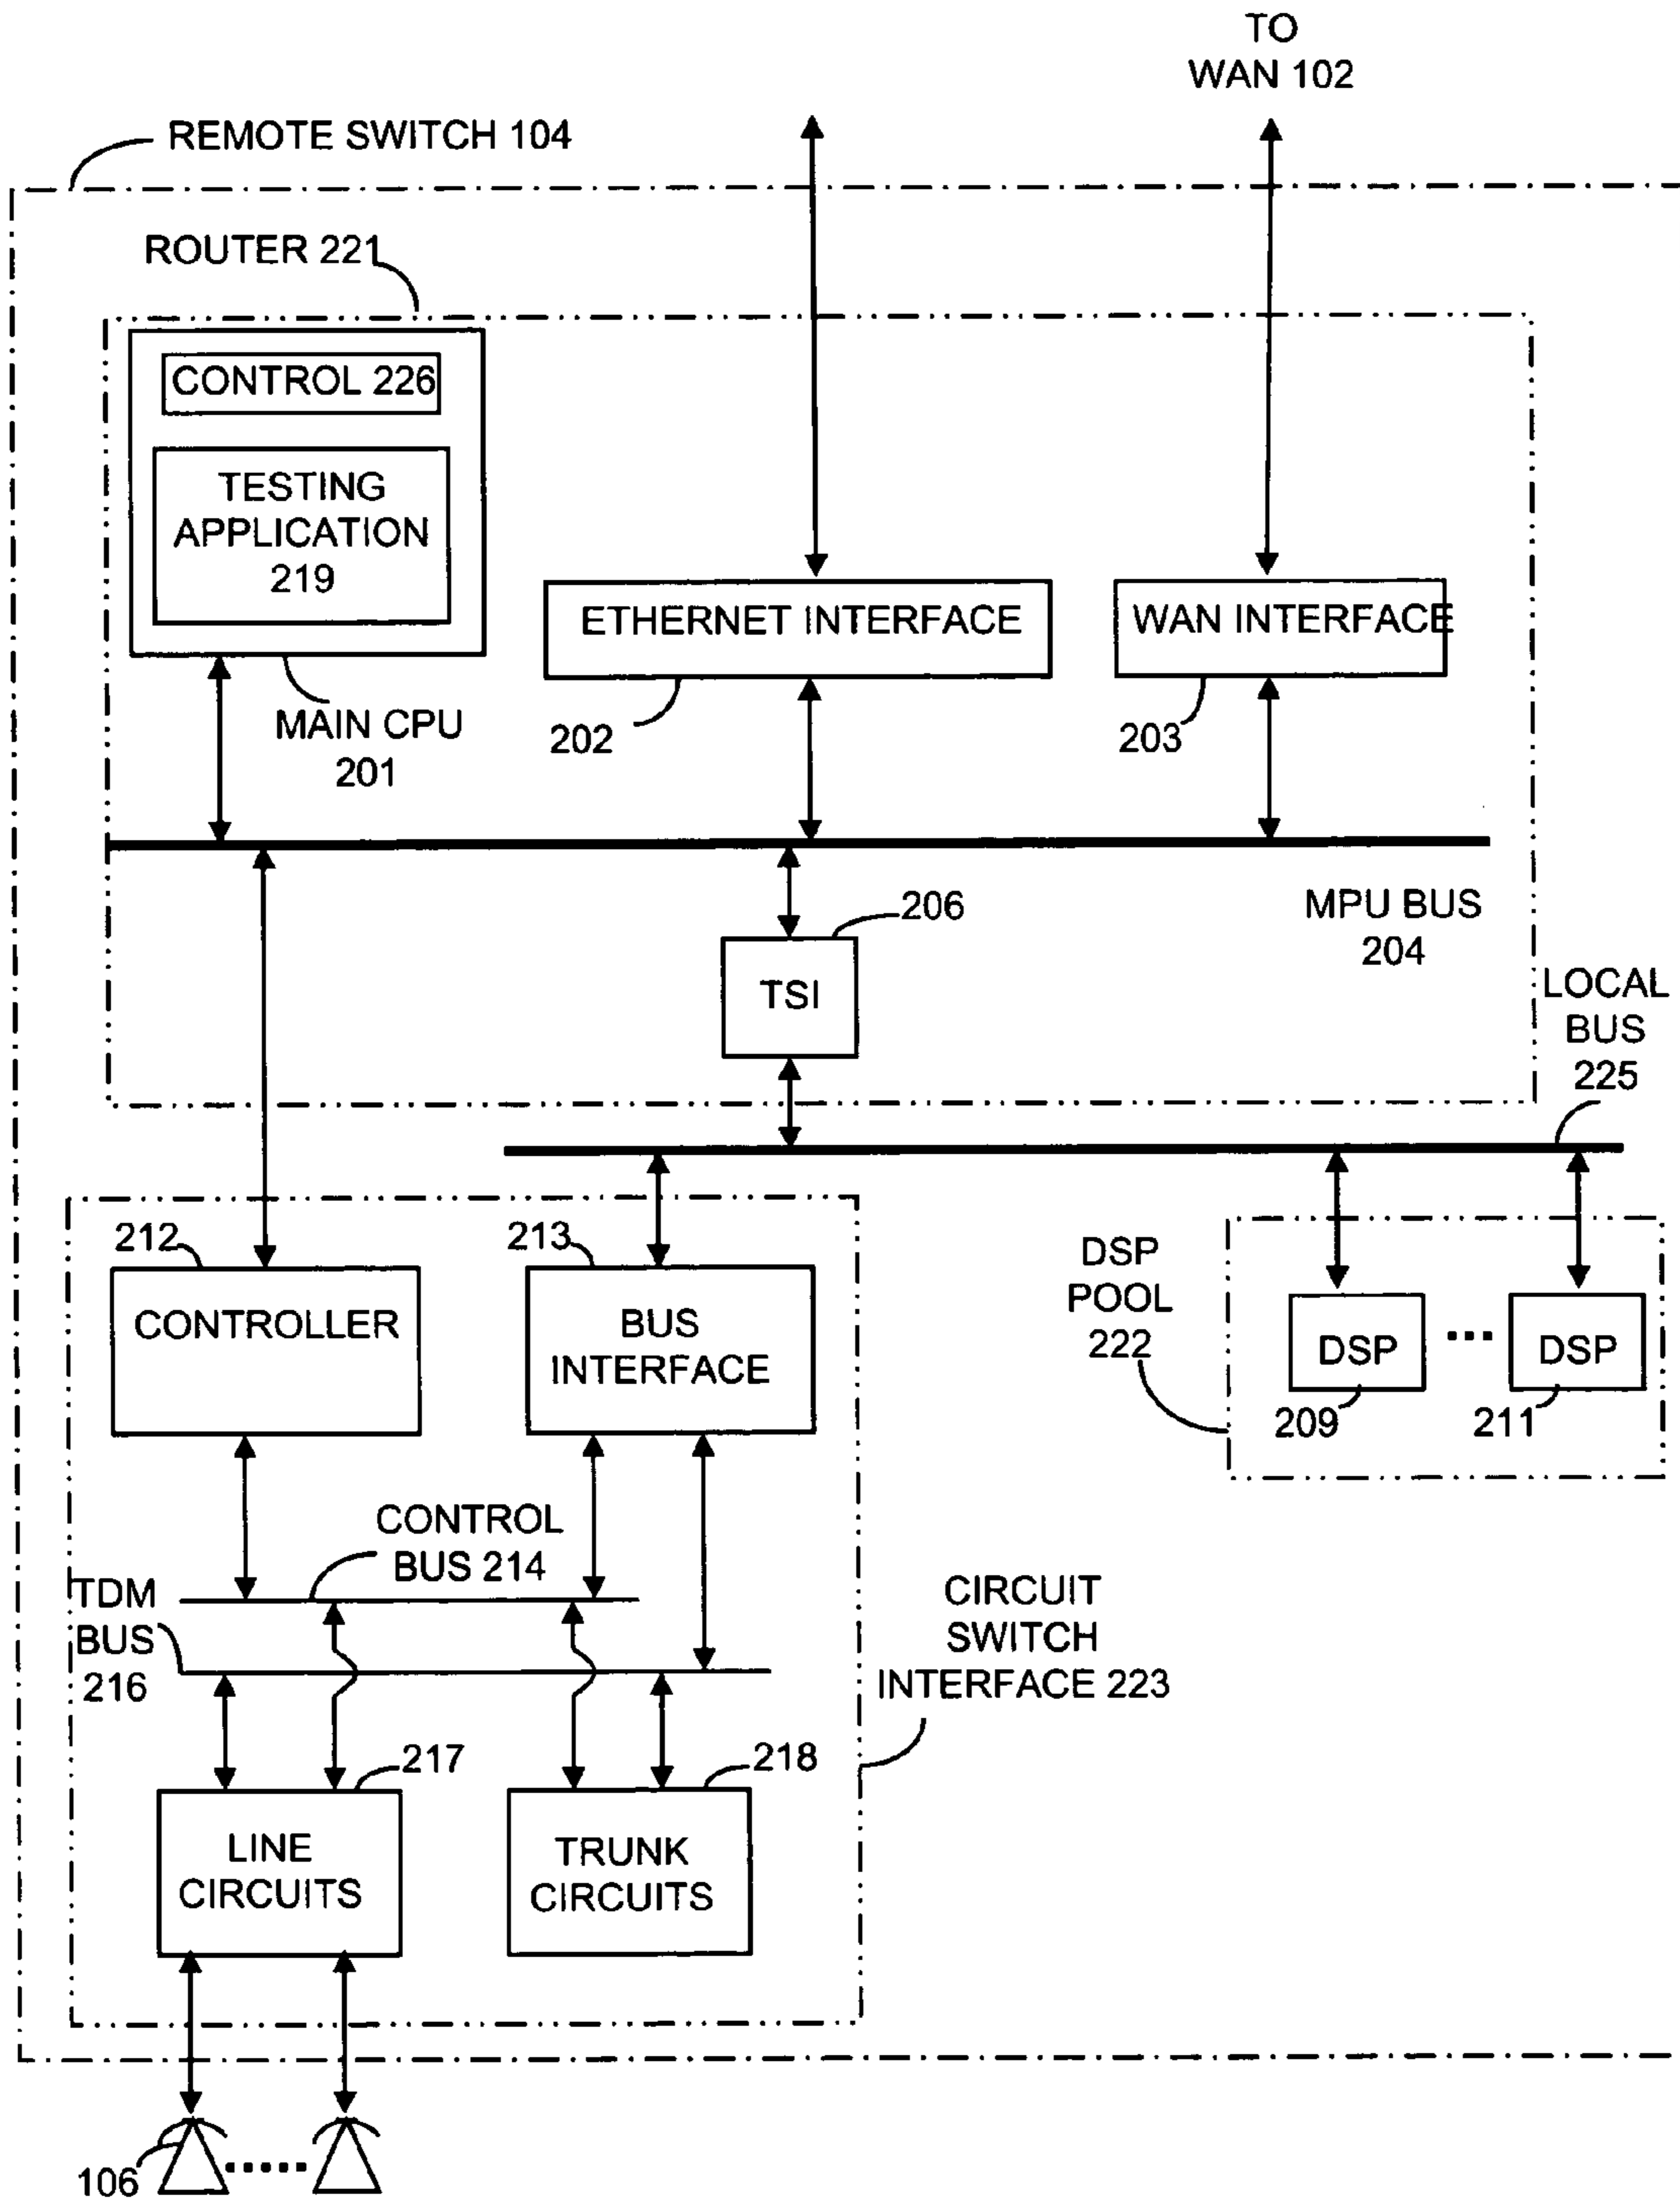 TO
WAN 102
REMOTE SWITCH 104
ROUTER 221
CONTROL 226
TESTING
APPLICATION
219
ETHERNET INTERFACE
WAN INTERFACE
MAIN CPU
201
202
203
206
MPU BUS
204
TSI
LOCAL
BUS
225
212
213
CONTROLLER
BUS
INTERFACE
DSP
POOL
222
DSP
DSP
209
211
CONTROL
BUS 214
TDM
BUS
216
CIRCUIT
SWITCH
INTERFACE 223
217
218
LINE
CIRCUITS
TRUNK
CIRCUITS
106